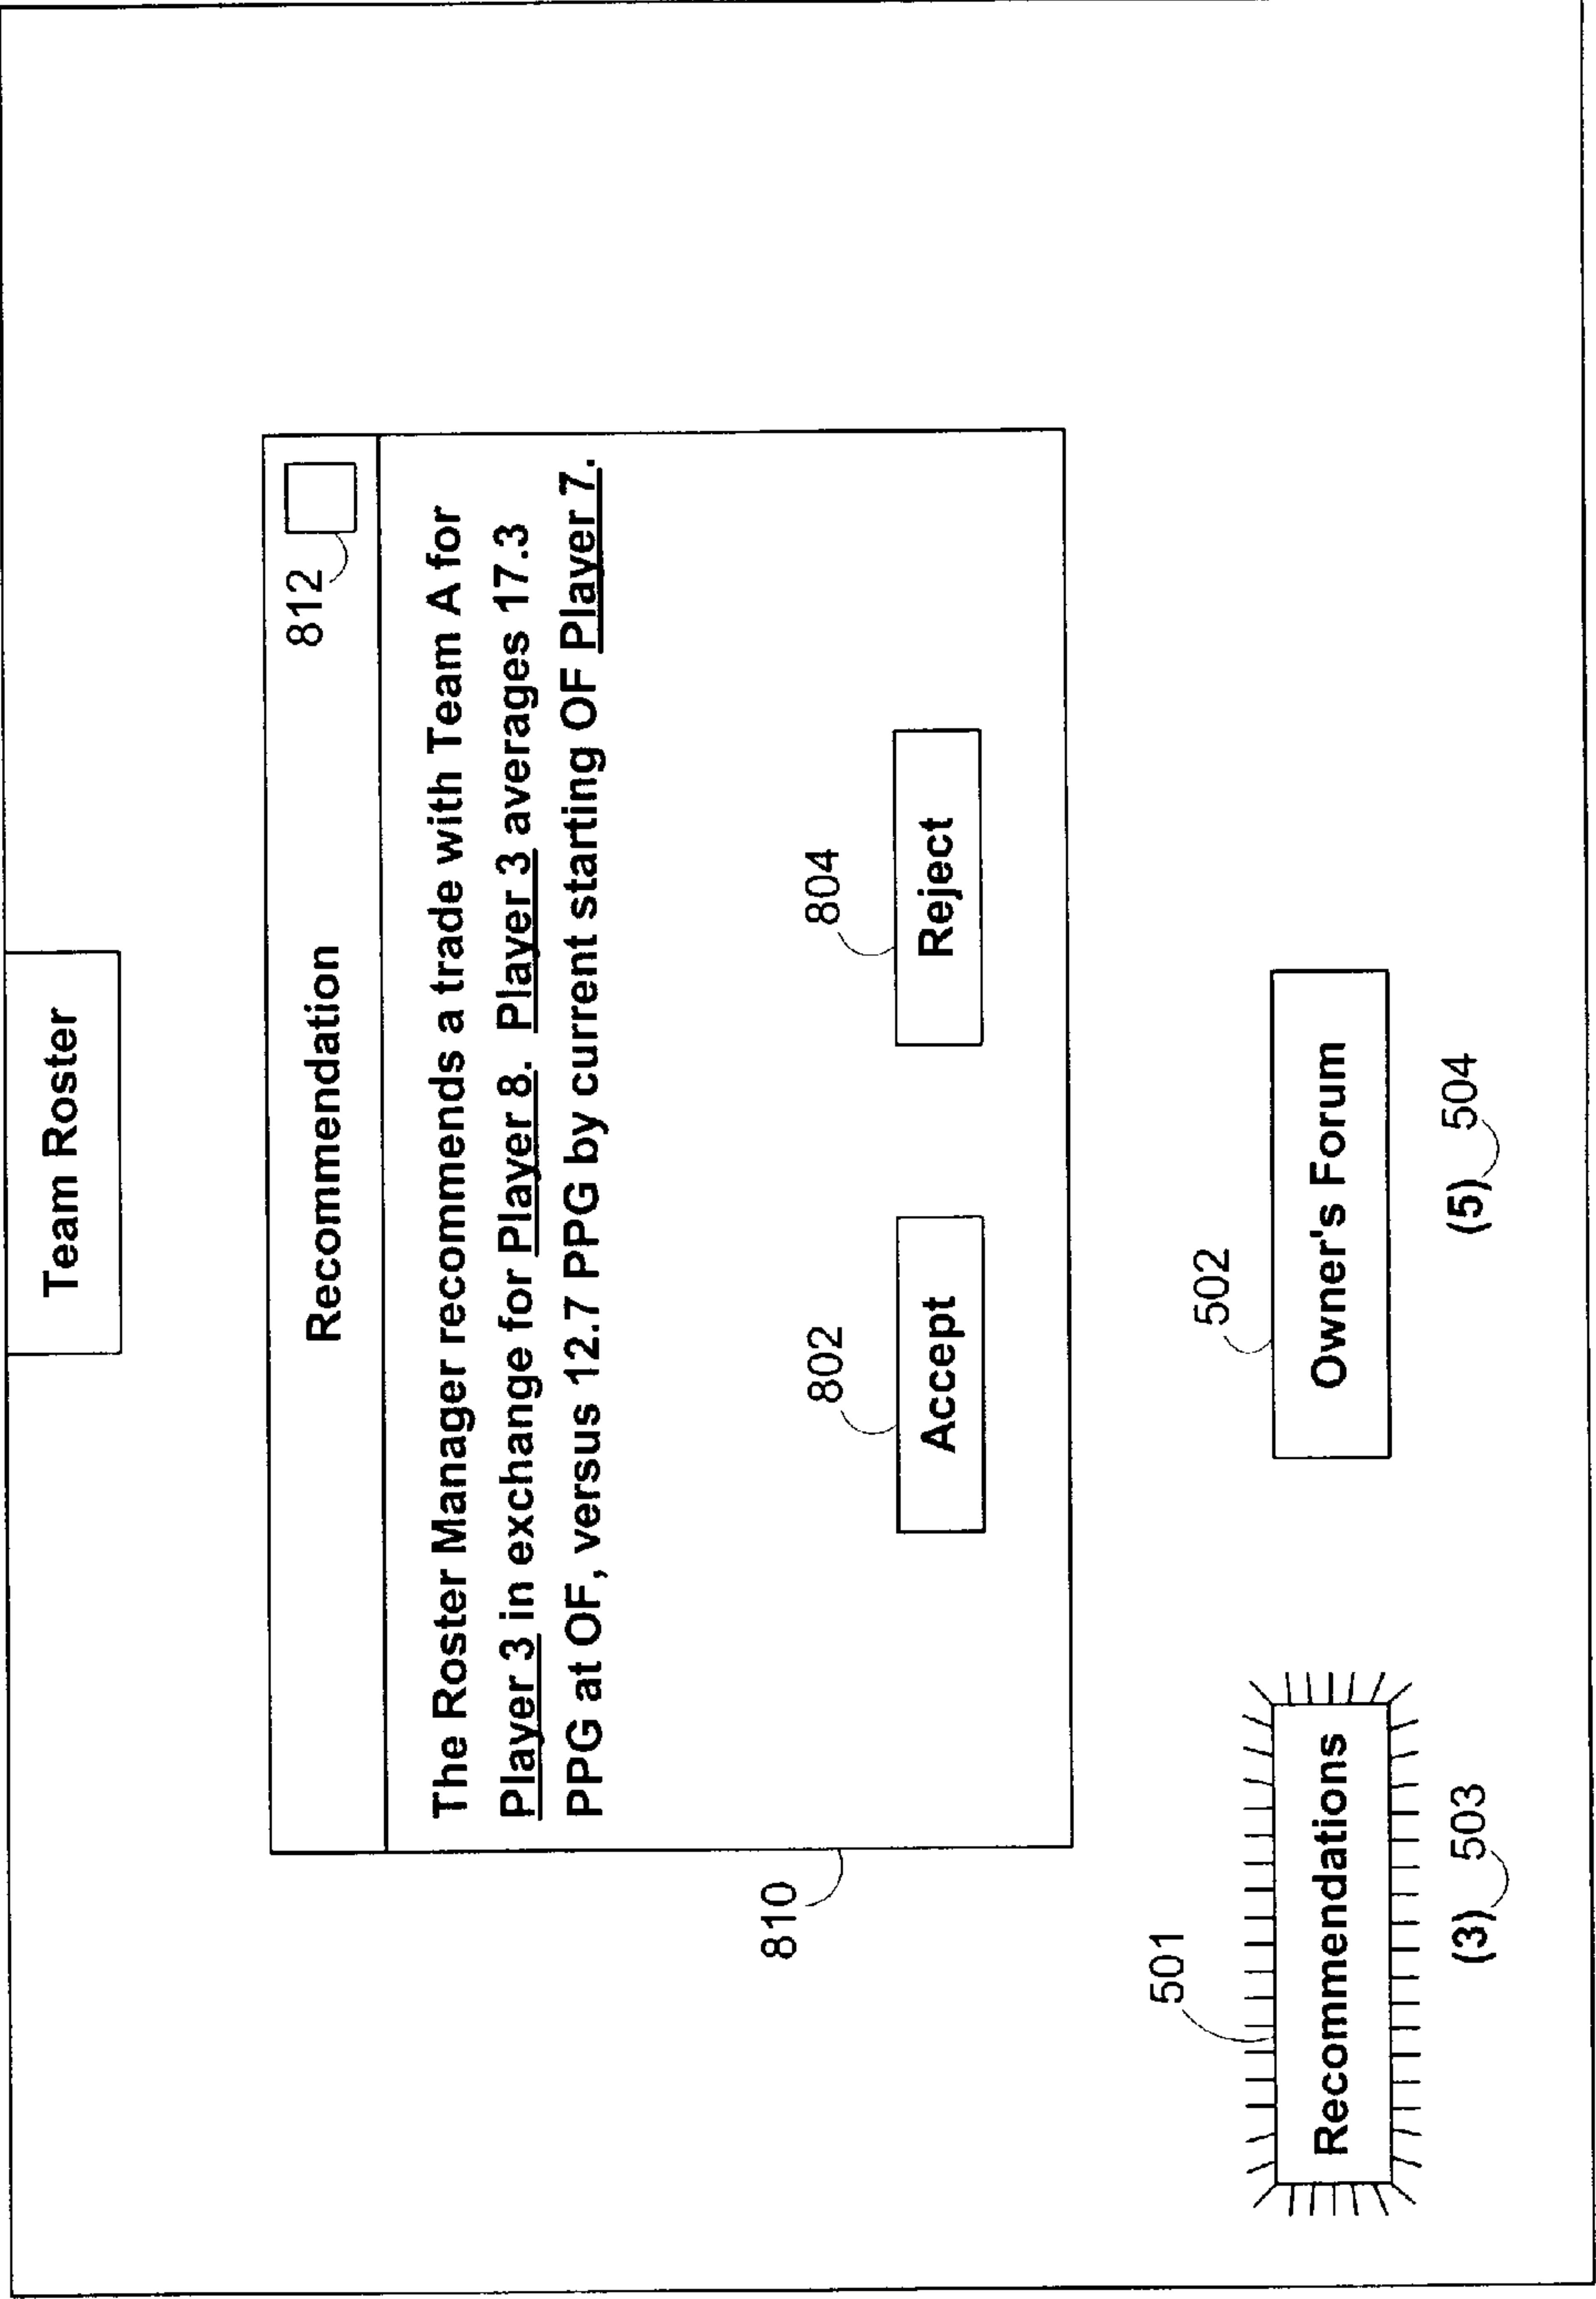 Team Roster
Recommendation
812
The Roster Manager recommends a trade with Team A for
Player 3 in exchange for Player 8. Player 3 averages 17.3
PPG at OF, versus 12.7 PPG by current starting OF Player 7.
810
802
804
Accept
Reject
501
502
Recommendations
Owner's Forum
(3) 503
(5) 504